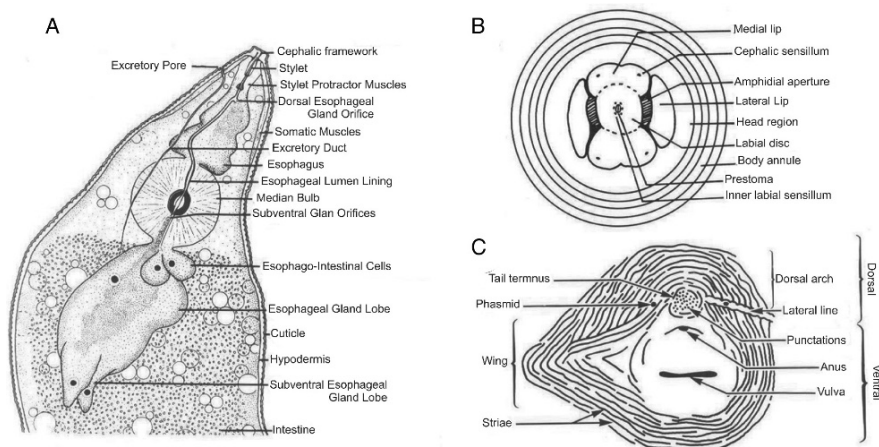 A
Excretory Pore
Cephalic framework
Stylet
Stylet Protractor Muscles
Dorsal Esophageal
Gland Orifice
Somatic Muscles
Excretory Duct
Esophagus
Esophageal Lumen Lining
Median Bulb
Subventral Glan Orifices
Esophago-Intestinal Cells
Esophageal Gland Lobe
Cuticle
Hypodermis
Subventral Esophageal
Gland Lobe
Intestine
B
Medial lip
Cephalic sensillum
Amphidial aperture
Lateral Lip
Head region
Labial disc
Body annule
Prestoma
Inner labial sensillum
C
Tail termnus
Phasmid
Wing
Striae
Dorsal arch
Lateral line
Punctations
Anus
Vulva
Dorsal
Ventral